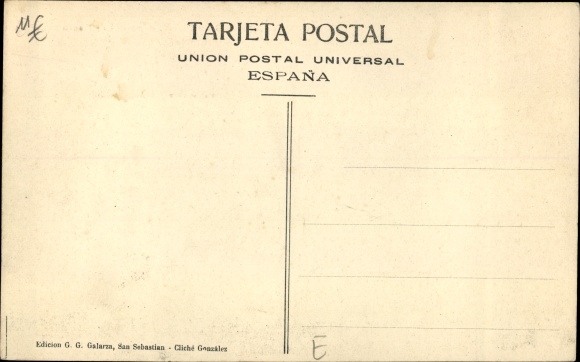 TARJETA POSTAL
UNION POSTAL UNIVERSAL
ESPAÑA
Edicion G. G. Galarza, San Sebastian - Cliché González
E